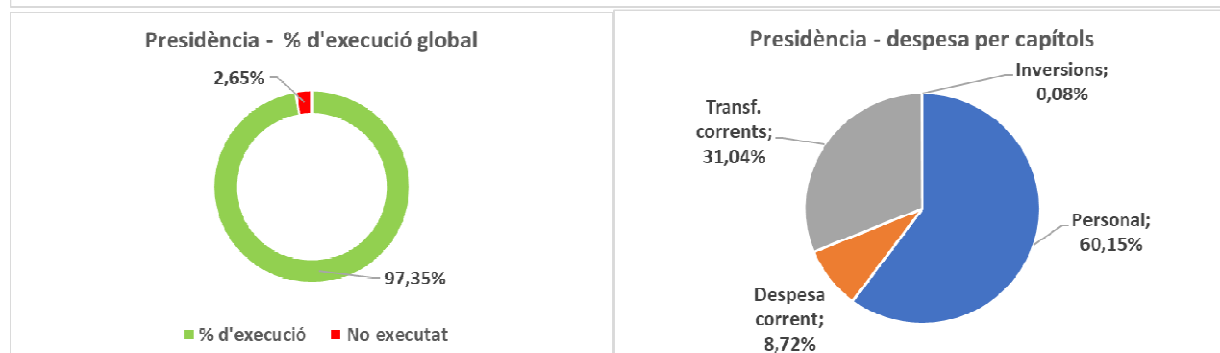 Presidència - % d'execució global
2,65%
97,35%
% d'execució
No executat
Presidència - despesa per capítols
Inversions;
0,08%
Transf.
corrents;
31,04%
Personal;
60,15%
Despesa
corrent;
8,72%